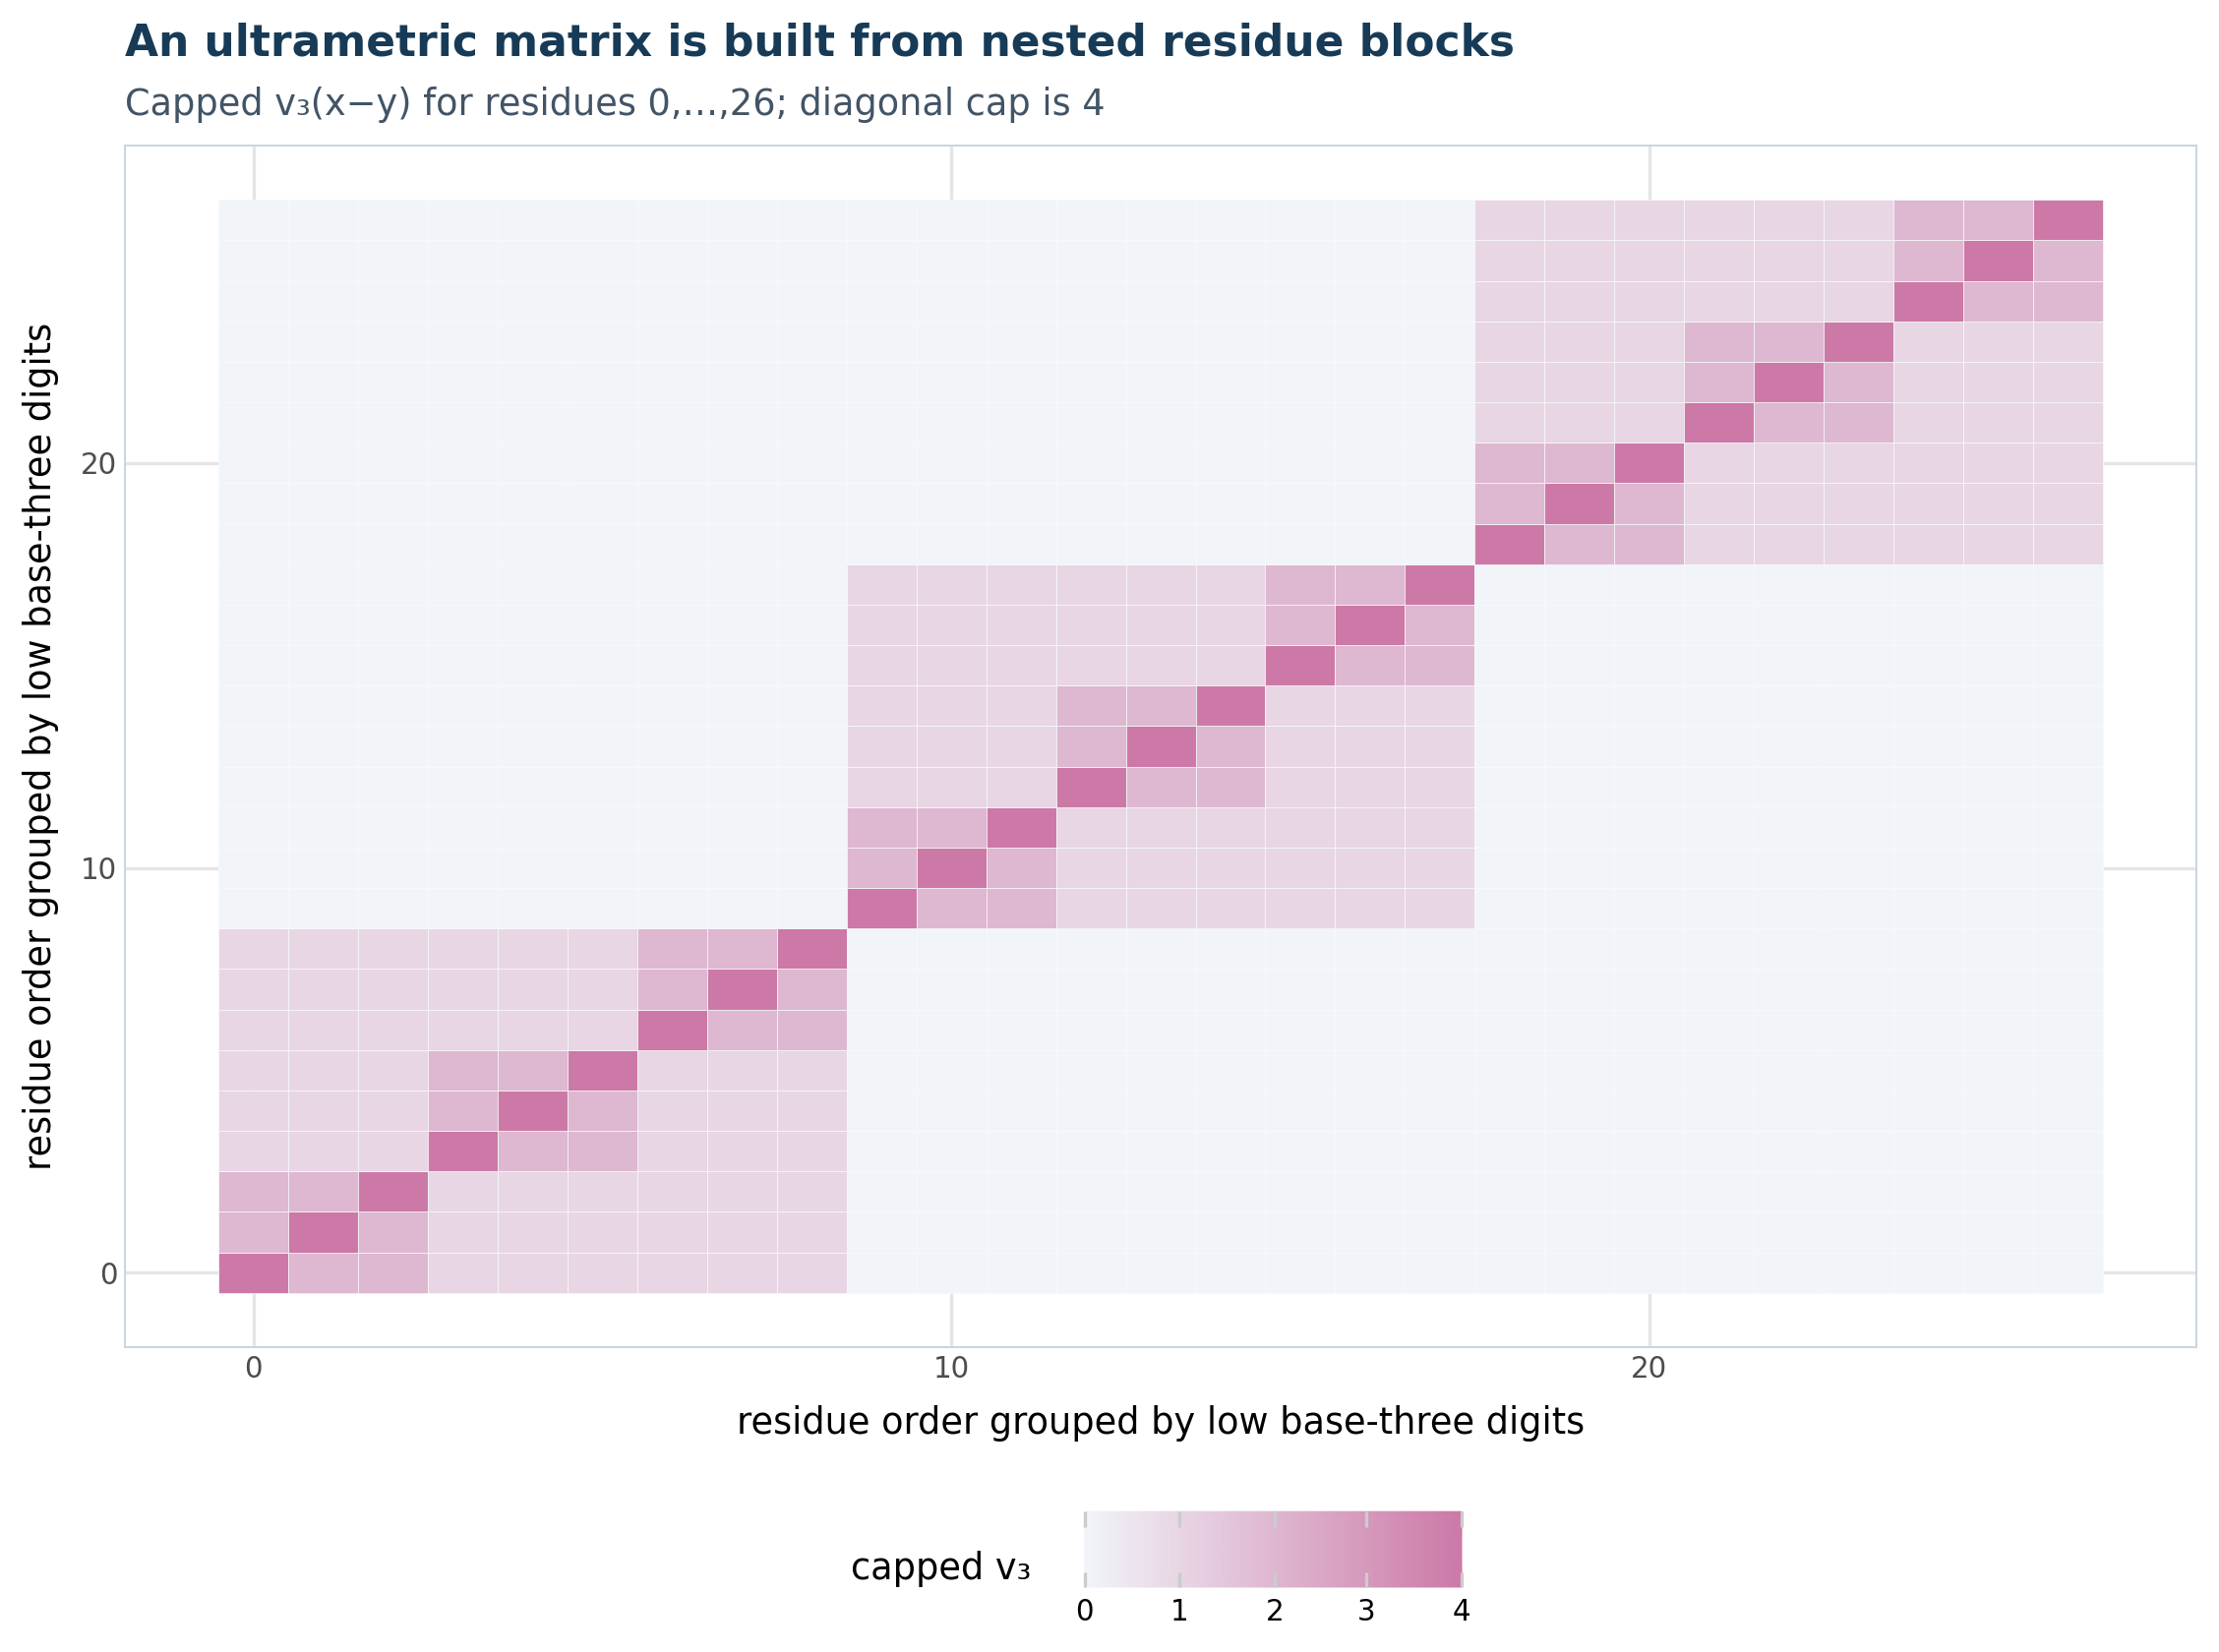 An ultrametric matrix is built from nested residue blocks
Capped v₃(x−y) for residues 0,…,26; diagonal cap is 4
residue order grouped by low base-three digits
20
10
0
0 10 20
residue order grouped by low base-three digits
capped v₃
0 1 2 3 4